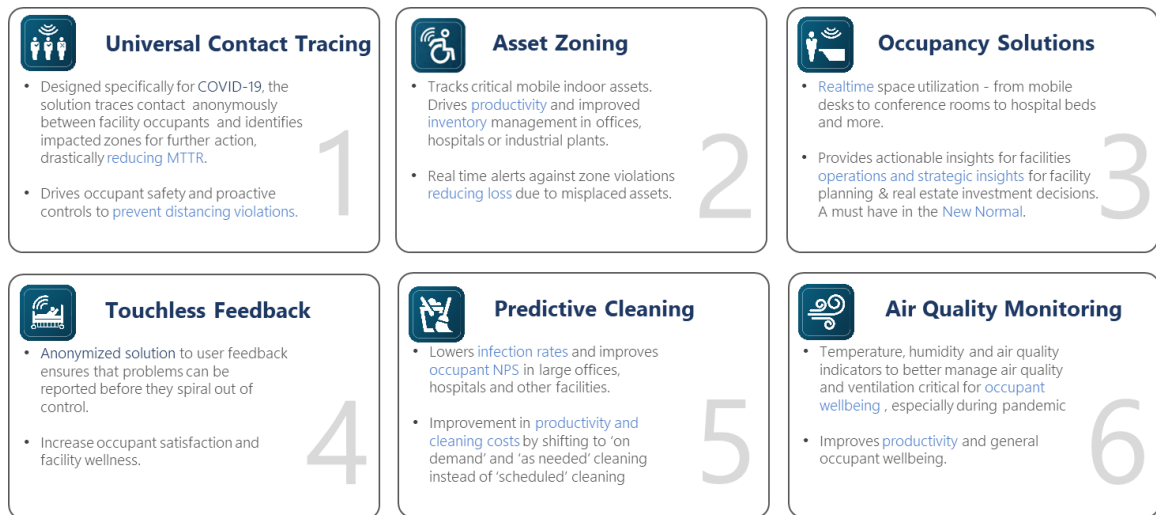 Universal Contact Tracing
• Designed specifically for COVID-19, the
solution traces contact anonymously
between facility occupants and identifies
impacted zones for further action,
drastically reducing MTTR.
• Drives occupant safety and proactive
controls to prevent distancing violations.
1
Asset Zoning
• Tracks critical mobile indoor assets.
Drives productivity and improved
inventory management in offices,
hospitals or industrial plants.
• Real time alerts against zone violations
reducing loss due to misplaced assets.
2
Occupancy Solutions
• Realtime space utilization - from mobile
desks to conference rooms to hospital beds
and more.
• Provides actionable insights for facilities
operations and strategic insights for facility
planning & real estate investment decisions.
A must have in the New Normal.
3
Touchless Feedback
• Anonymized solution to user feedback
ensures that problems can be
reported before they spiral out of
control.
• Increase occupant satisfaction and
facility wellness.
4
Predictive Cleaning
• Lowers infection rates and improves
occupant NPS in large offices,
hospitals and other facilities.
• Improvement in productivity and
cleaning costs by shifting to ‘on
demand’ and ‘as needed’ cleaning
instead of ‘scheduled’ cleaning
5
Air Quality Monitoring
• Temperature, humidity and air quality
indicators to better manage air quality
and ventilation critical for occupant
wellbeing , especially during pandemic
• Improves productivity and general
occupant wellbeing.
6